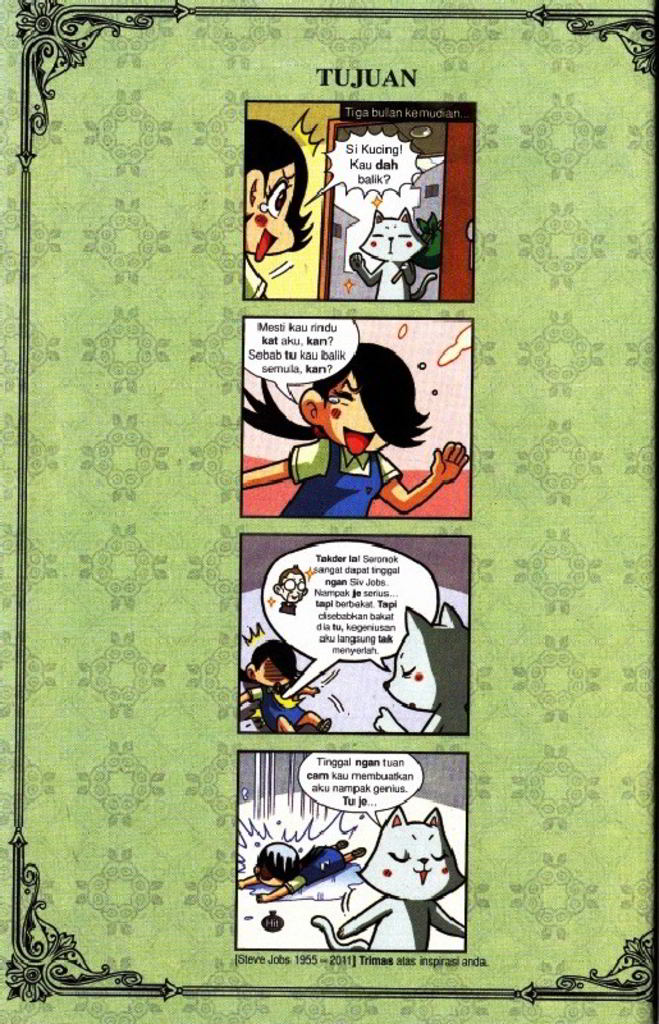 TUJUAN
Tiga bulan kemudian...
Si Kucing!
Kau dah
balik?
Mesti kau rindu
kat aku, kan?
Sebab tu kau balik
semula, kan?
Takder la! Seronok
sangat dapat tinggal
ngan Siv Jobs.
Nampak je serius...
tapi berbakat. Tapi
disebabkan bakat
dia tu, kegeniusan
aku langsung tak
menyerlah.
Tinggal ngan tuan
cam kau membuatkan
aku nampak genius.
Tu je...
Hit
[Steve Jobs 1955 – 2011] Trimas atas inspirasi anda.